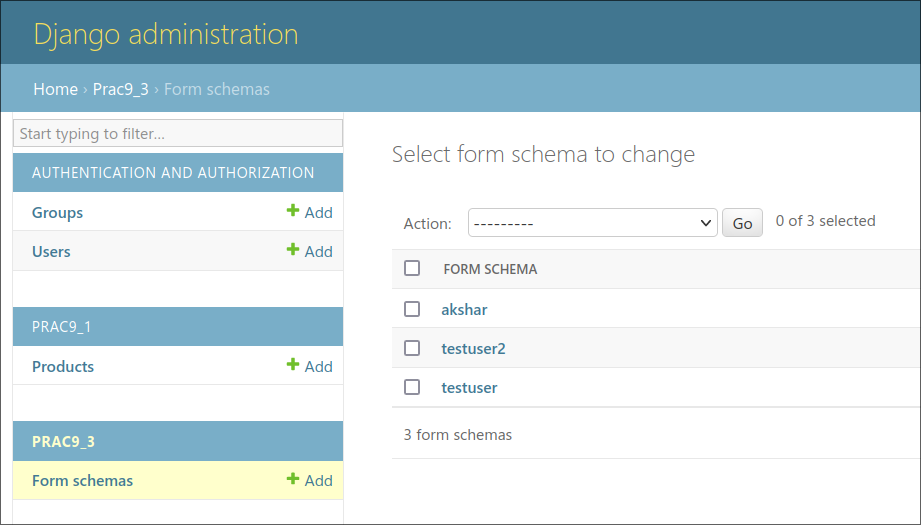 Django administration
Home › Prac9_3 › Form schemas
Start typing to filter...
AUTHENTICATION AND AUTHORIZATION
Groups + Add
Users + Add
PRAC9_1
Products + Add
PRAC9_3
Form schemas + Add
Select form schema to change
Action: --------- Go 0 of 3 selected
FORM SCHEMA
akshar
testuser2
testuser
3 form schemas